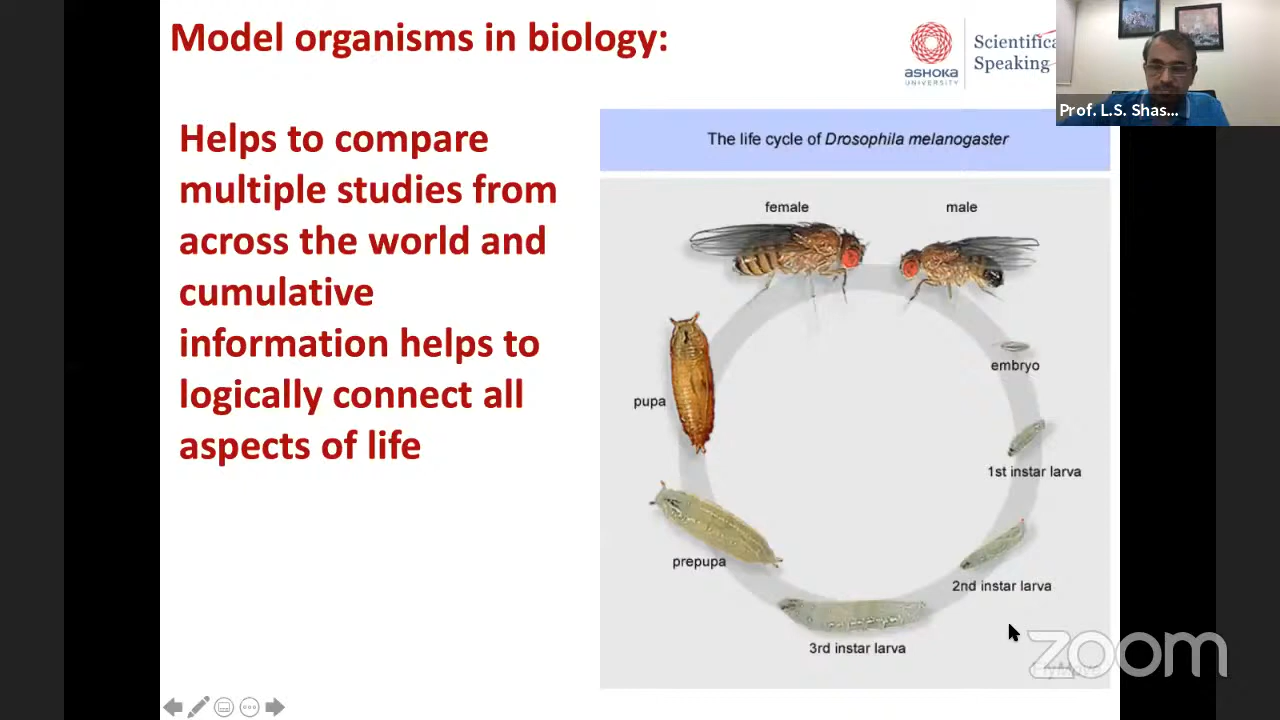 Model organisms in biology:
ASHOKA
UNIVERSITY
Scientifica
Speaking
Prof. L.S. Shas...
Helps to compare
multiple studies from
across the world and
cumulative
information helps to
logically connect all
aspects of life
The life cycle of Drosophila melanogaster
female
male
embryo
1st instar larva
2nd instar larva
3rd instar larva
prepupa
pupa
zoom